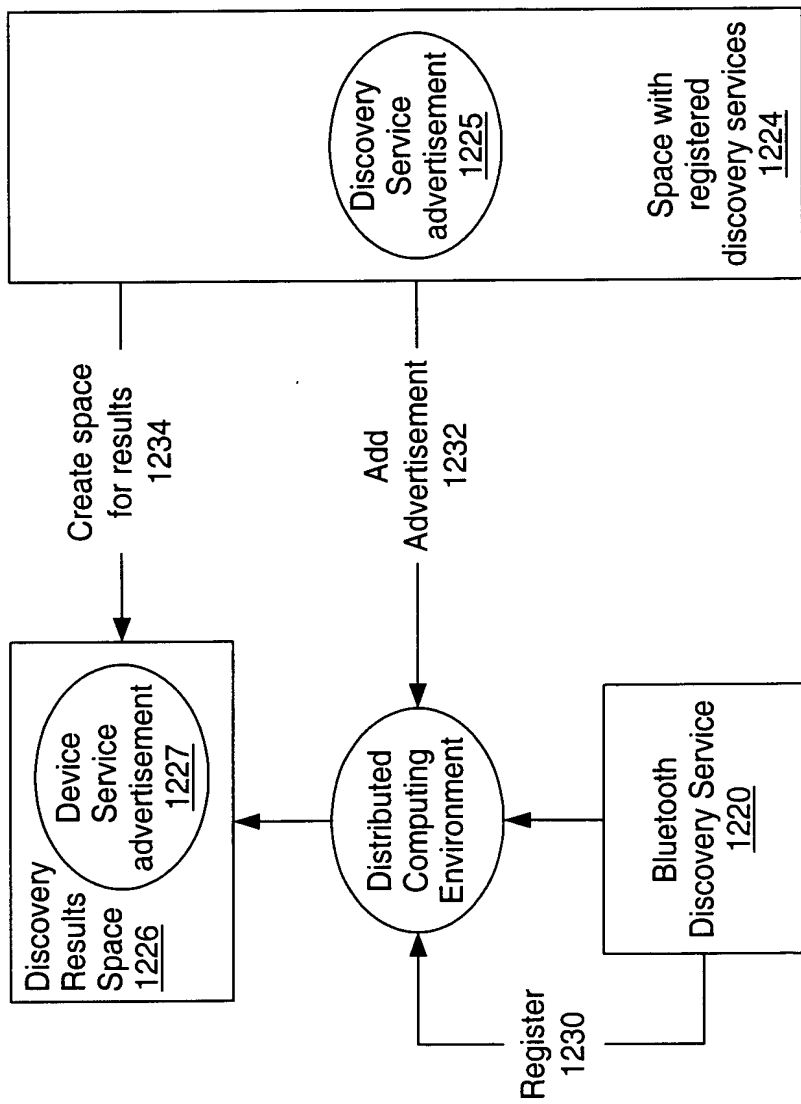 Discovery
Results
Space
1226
Device
Service
advertisement
1227
Create space
for results
1234
Discovery
Service
advertisement
1225
Space with
registered
discovery services
1224
Register
1230
Distributed
Computing
Environment
Add
Advertisement
1232
Bluetooth
Discovery Service
1220